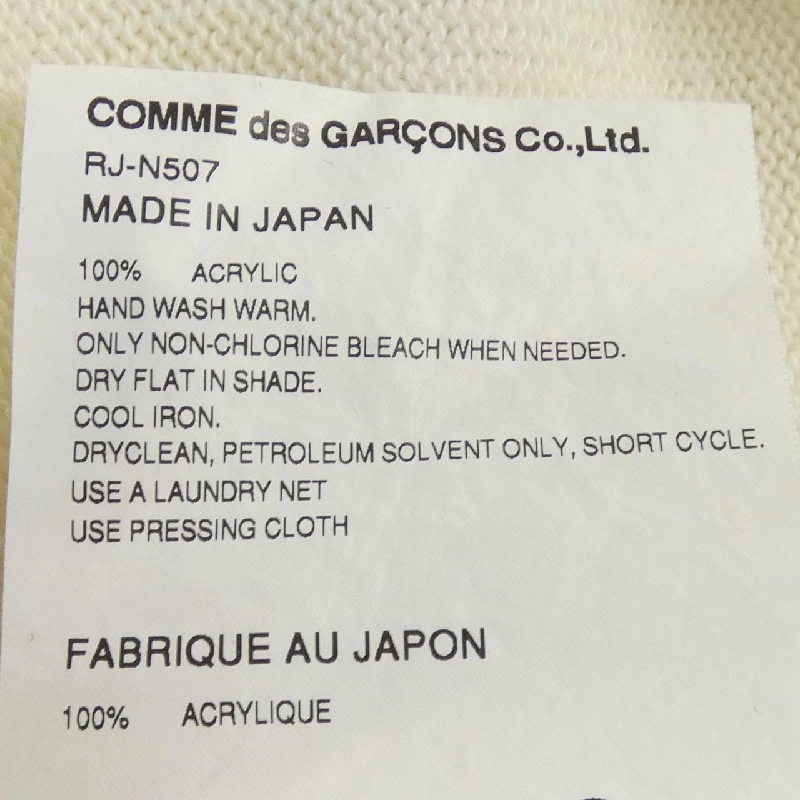 COMME des GARÇONS Co.,Ltd.
RJ-N507
MADE IN JAPAN
100% ACRYLIC
HAND WASH WARM.
ONLY NON-CHLORINE BLEACH WHEN NEEDED.
DRY FLAT IN SHADE.
COOL IRON.
DRYCLEAN, PETROLEUM SOLVENT ONLY, SHORT CYCLE.
USE A LAUNDRY NET
USE PRESSING CLOTH
FABRIQUE AU JAPON
100% ACRYLIQUE